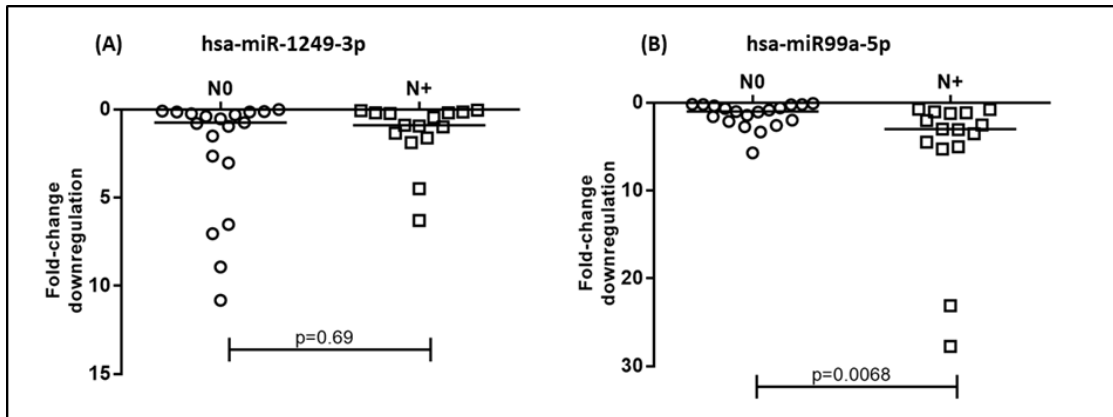 (A) hsa-miR-1249-3p
N0 N+
0
5
10
15
Fold-change
downregulation
p=0.69
(B) hsa-miR99a-5p
N0 N+
0
10
20
30
Fold-change
downregulation
p=0.0068